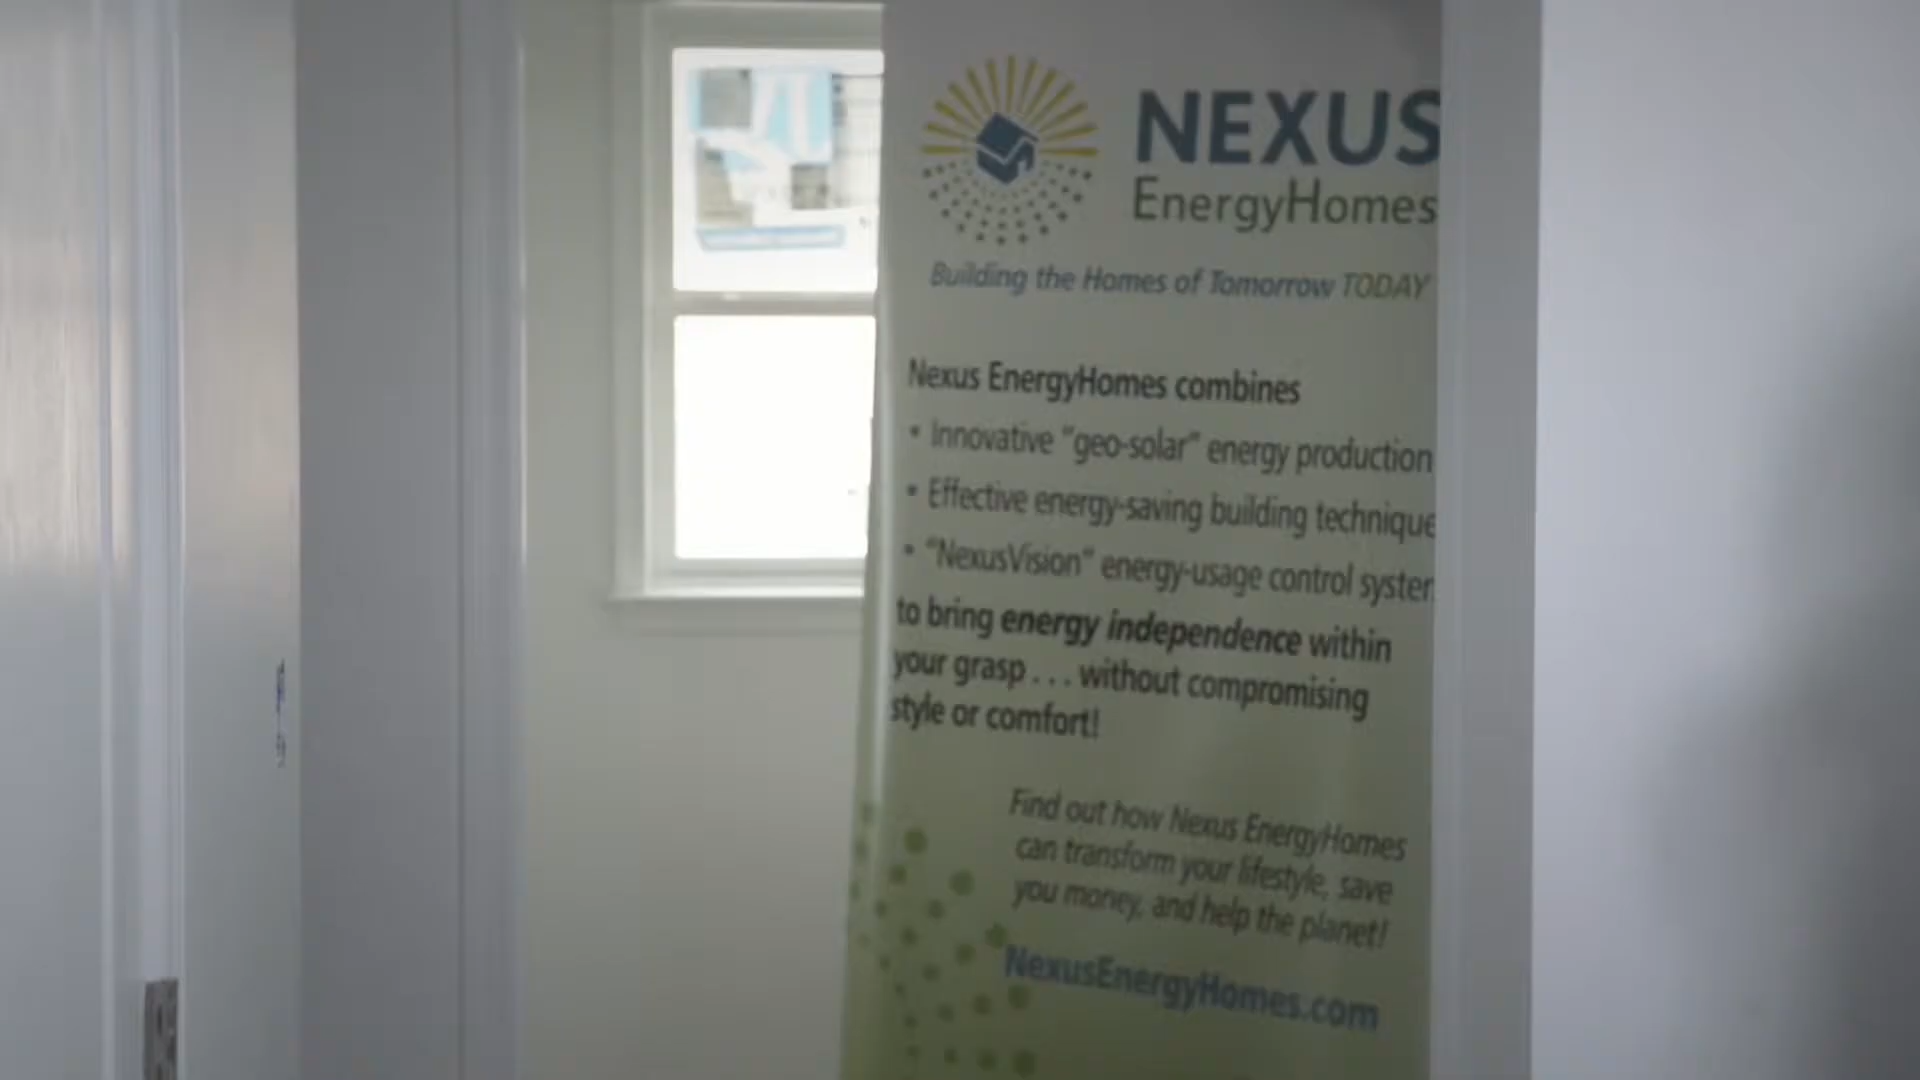 NEXUS
EnergyHomes
Building the Homes of Tomorrow TODAY
Nexus EnergyHomes combines
• Innovative "geo-solar" energy production
• Effective energy-saving building technique
• "NexusVision" energy-usage control system
to bring energy independence within
your grasp . . . without compromising
style or comfort!
Find out how Nexus EnergyHomes
can transform your lifestyle, save
you money, and help the planet!
NexusEnergyHomes.com